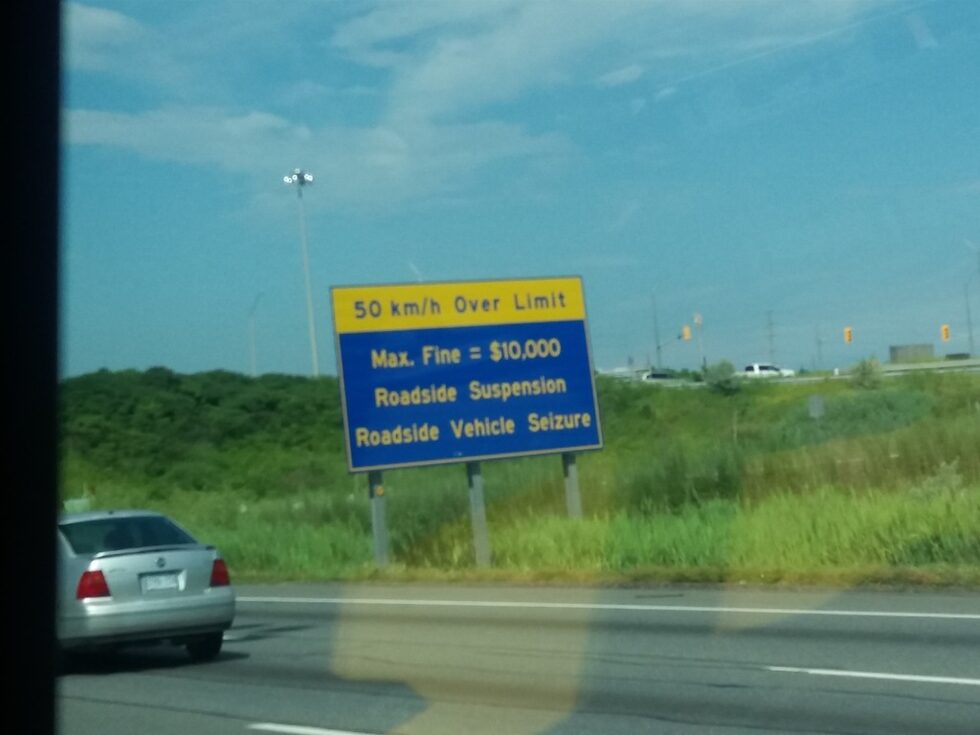 50 km/h Over Limit
Max. Fine = $10,000
Roadside Suspension
Roadside Vehicle Seizure